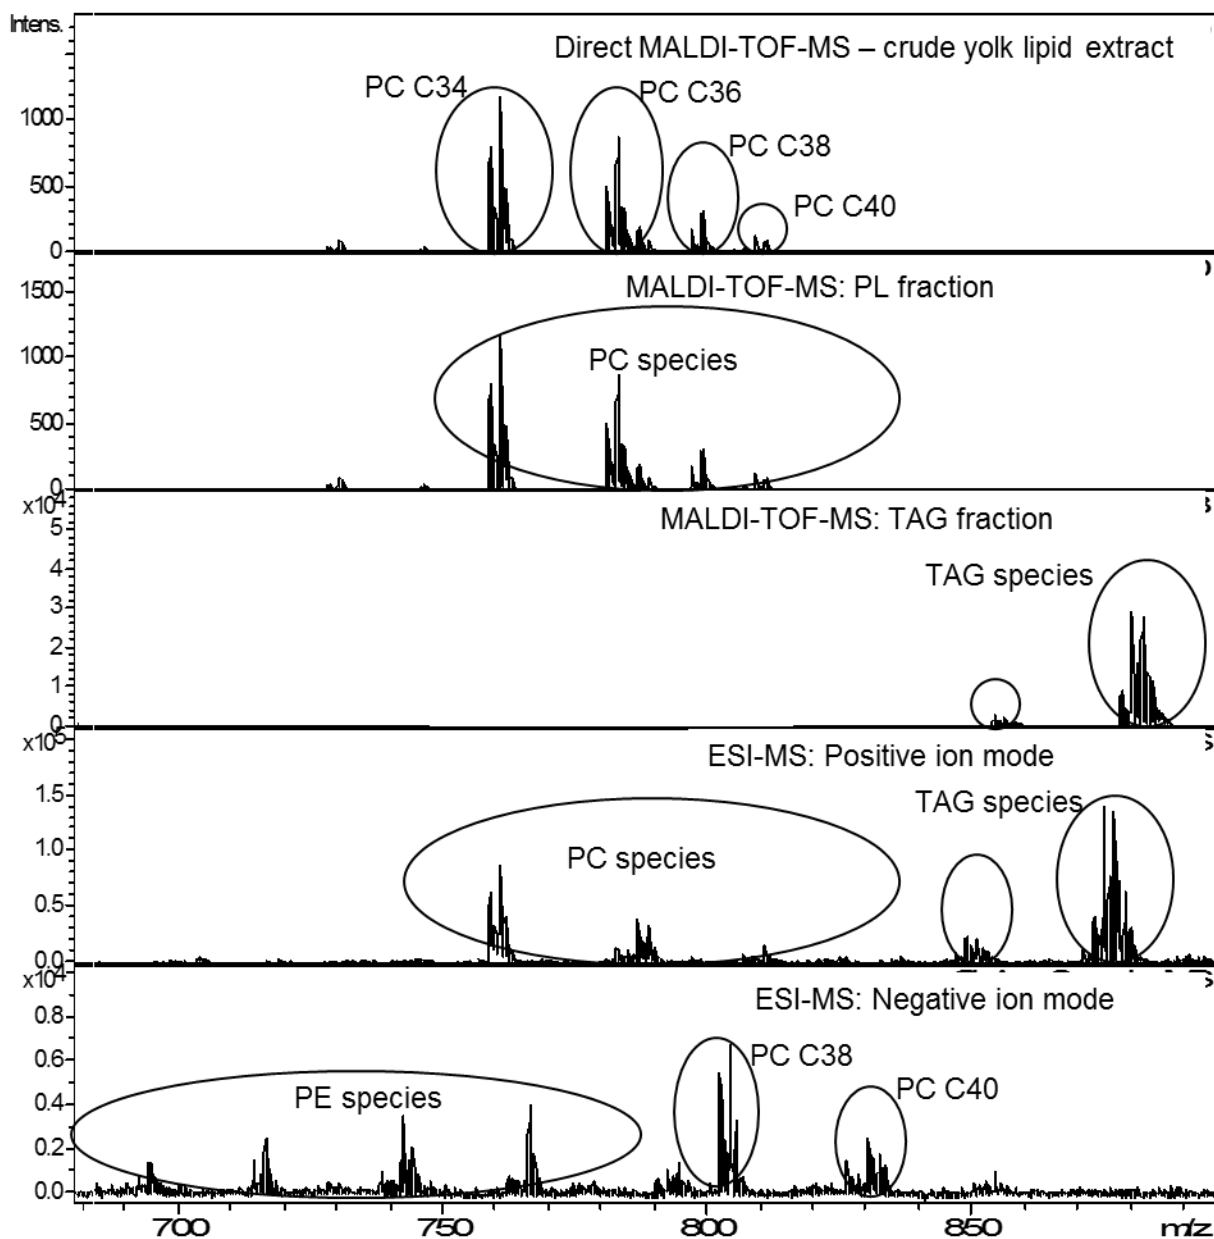 Intens.
Direct MALDI-TOF-MS – crude yolk lipid extract
PC C34
PC C36
PC C38
PC C40
1000
500
0
MALDI-TOF-MS: PL fraction
PC species
1500
1000
500
0
x10⁴
MALDI-TOF-MS: TAG fraction
TAG species
5
4
3
2
1
0
x10⁵
ESI-MS: Positive ion mode
TAG species
PC species
1.5
1.0
0.5
0.0
x10⁴
ESI-MS: Negative ion mode
PC C38
PC C40
PE species
0.8
0.6
0.4
0.2
0.0
700
750
800
850
m/z